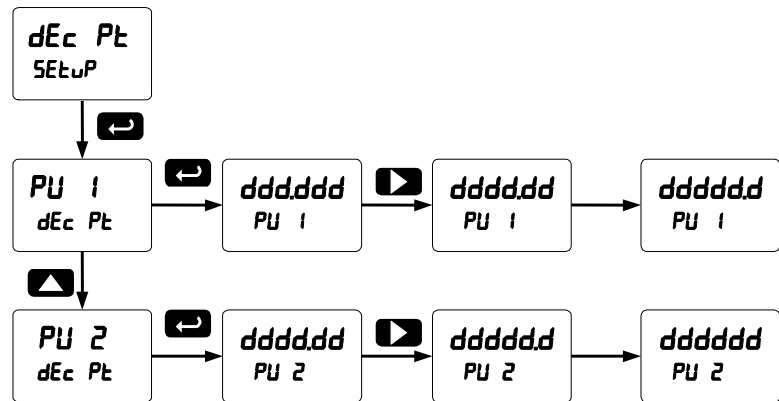 dEc Pt
SEtuP
PU 1
dEc Pt
ddd.ddd
PU 1
dddd.dd
PU 1
ddddd.d
PU 1
PU 2
dEc Pt
dddd.dd
PU 2
ddddd.d
PU 2
dddddd
PU 2